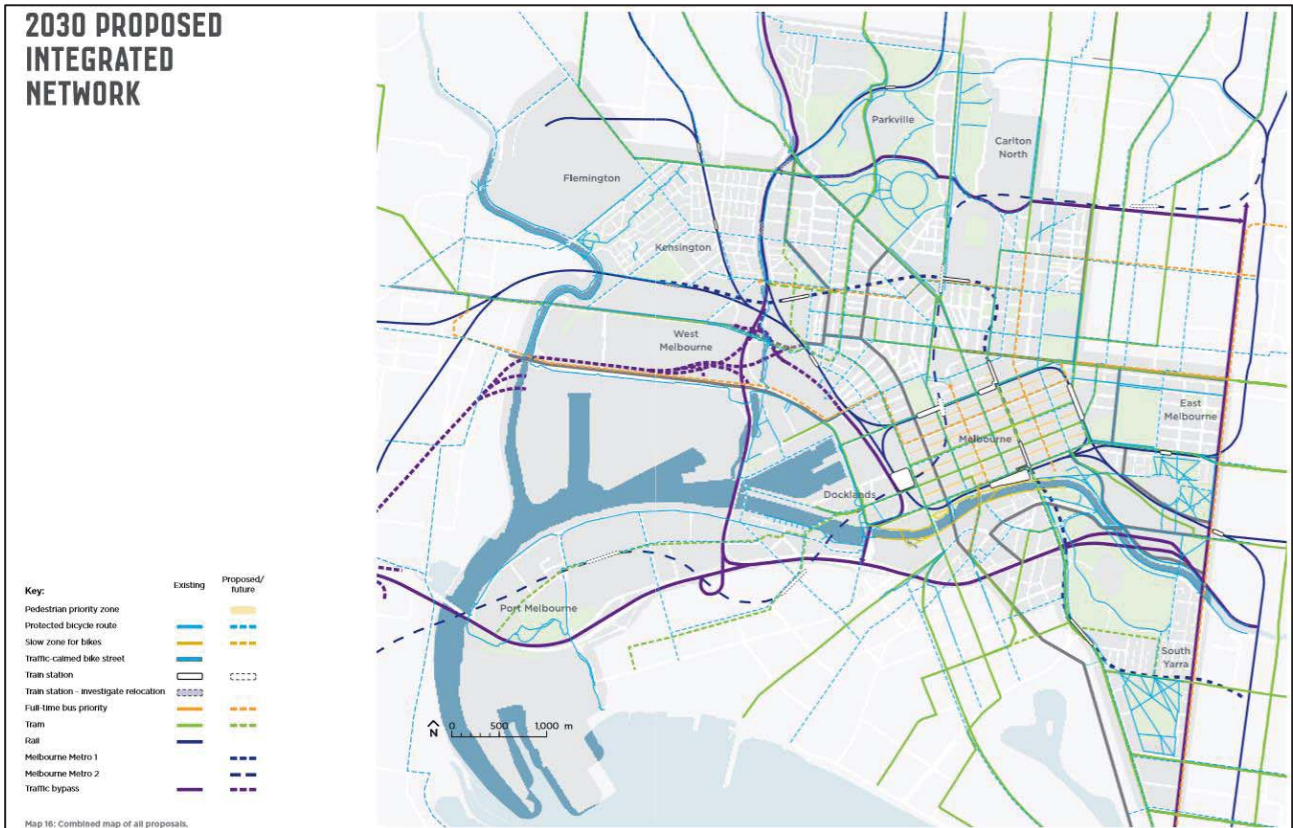 2030 PROPOSED
INTEGRATED
NETWORK
Parkville
Carlton
North
Flemington
Kensington
West
Melbourne
East
Melbourne
Melbourne
Docklands
Port Melbourne
South
Yarra
0 500 1,000 m
N
Key:
Existing
Proposed/
future
Pedestrian priority zone
Protected bicycle route
Slow zone for bikes
Traffic-calmed bike street
Train station
Train station - investigate relocation
Full-time bus priority
Tram
Rail
Melbourne Metro 1
Melbourne Metro 2
Traffic bypass
Map 16: Combined map of all proposals.